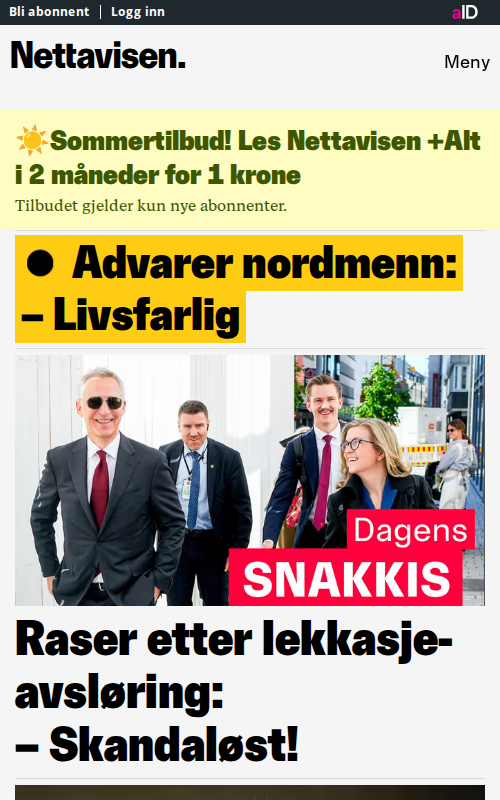 Bli abonnent | Logg inn
aID
Nettavisen.
Meny
☀️Sommertilbud! Les Nettavisen +Alt
i 2 måneder for 1 krone
Tilbudet gjelder kun nye abonnenter.
● Advarer nordmenn:
– Livsfarlig
Dagens
SNAKKIS
Raser etter lekkasje-
avsløring:
– Skandaløst!